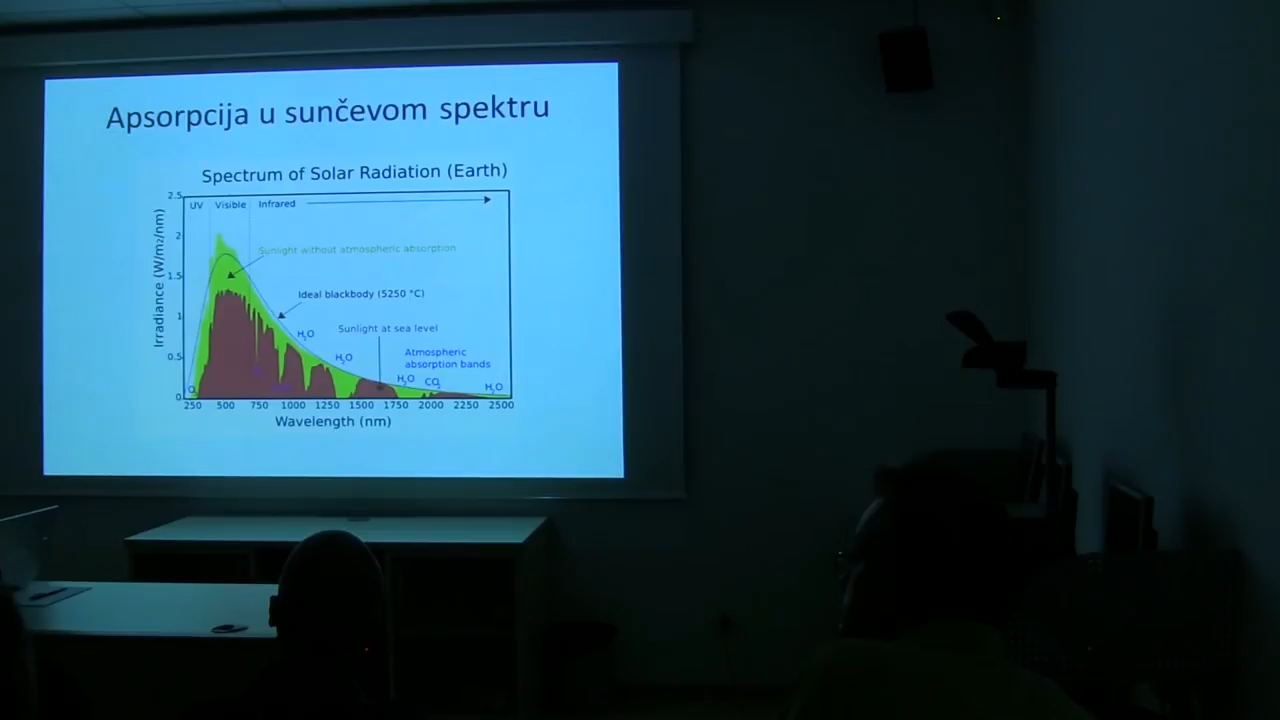 Apsorpcija u sunčevom spektru
Spectrum of Solar Radiation (Earth)
Irradiance (W/m2/nm)
2.5
2
1.5
1
0.5
0
UV
Visible
Infrared
Sunlight without atmospheric absorption
Ideal blackbody (5250 °C)
Sunlight at sea level
H2O
H2O
Atmospheric
absorption bands
H2O
CO2
H2O
250 500 750 1000 1250 1500 1750 2000 2250 2500
Wavelength (nm)